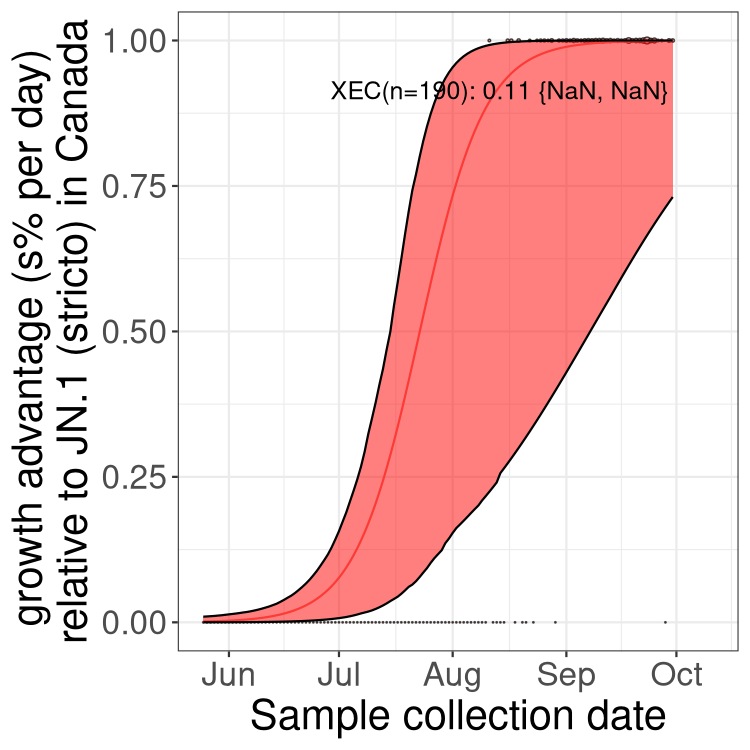 growth advantage (s% per day)
relative to JN.1 (stricto) in Canada
1.00
0.75
0.50
0.25
0.00
XEC(n=190): 0.11 {NaN, NaN}
Jun Jul Aug Sep Oct
Sample collection date